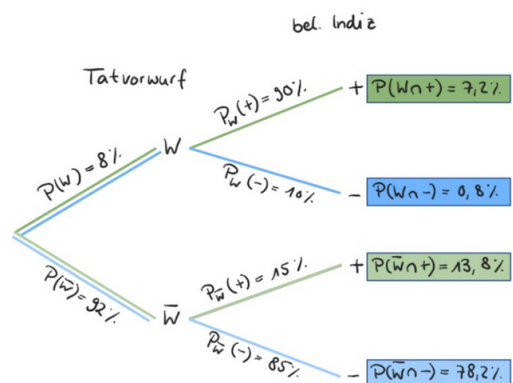 bel. Indiz
Tatvorwurf
P(W) = 8%
W
P_W(+) = 90%
+
P(W∩+) = 7,2%
P_W(-) = 10%
-
P(W∩-) = 0,8%
P(W̅) = 92%
W̅
P_W̅(+) = 15%
+
P(W̅∩+) = 13,8%
P_W̅(-) = 85%
-
P(W̅∩-) = 78,2%